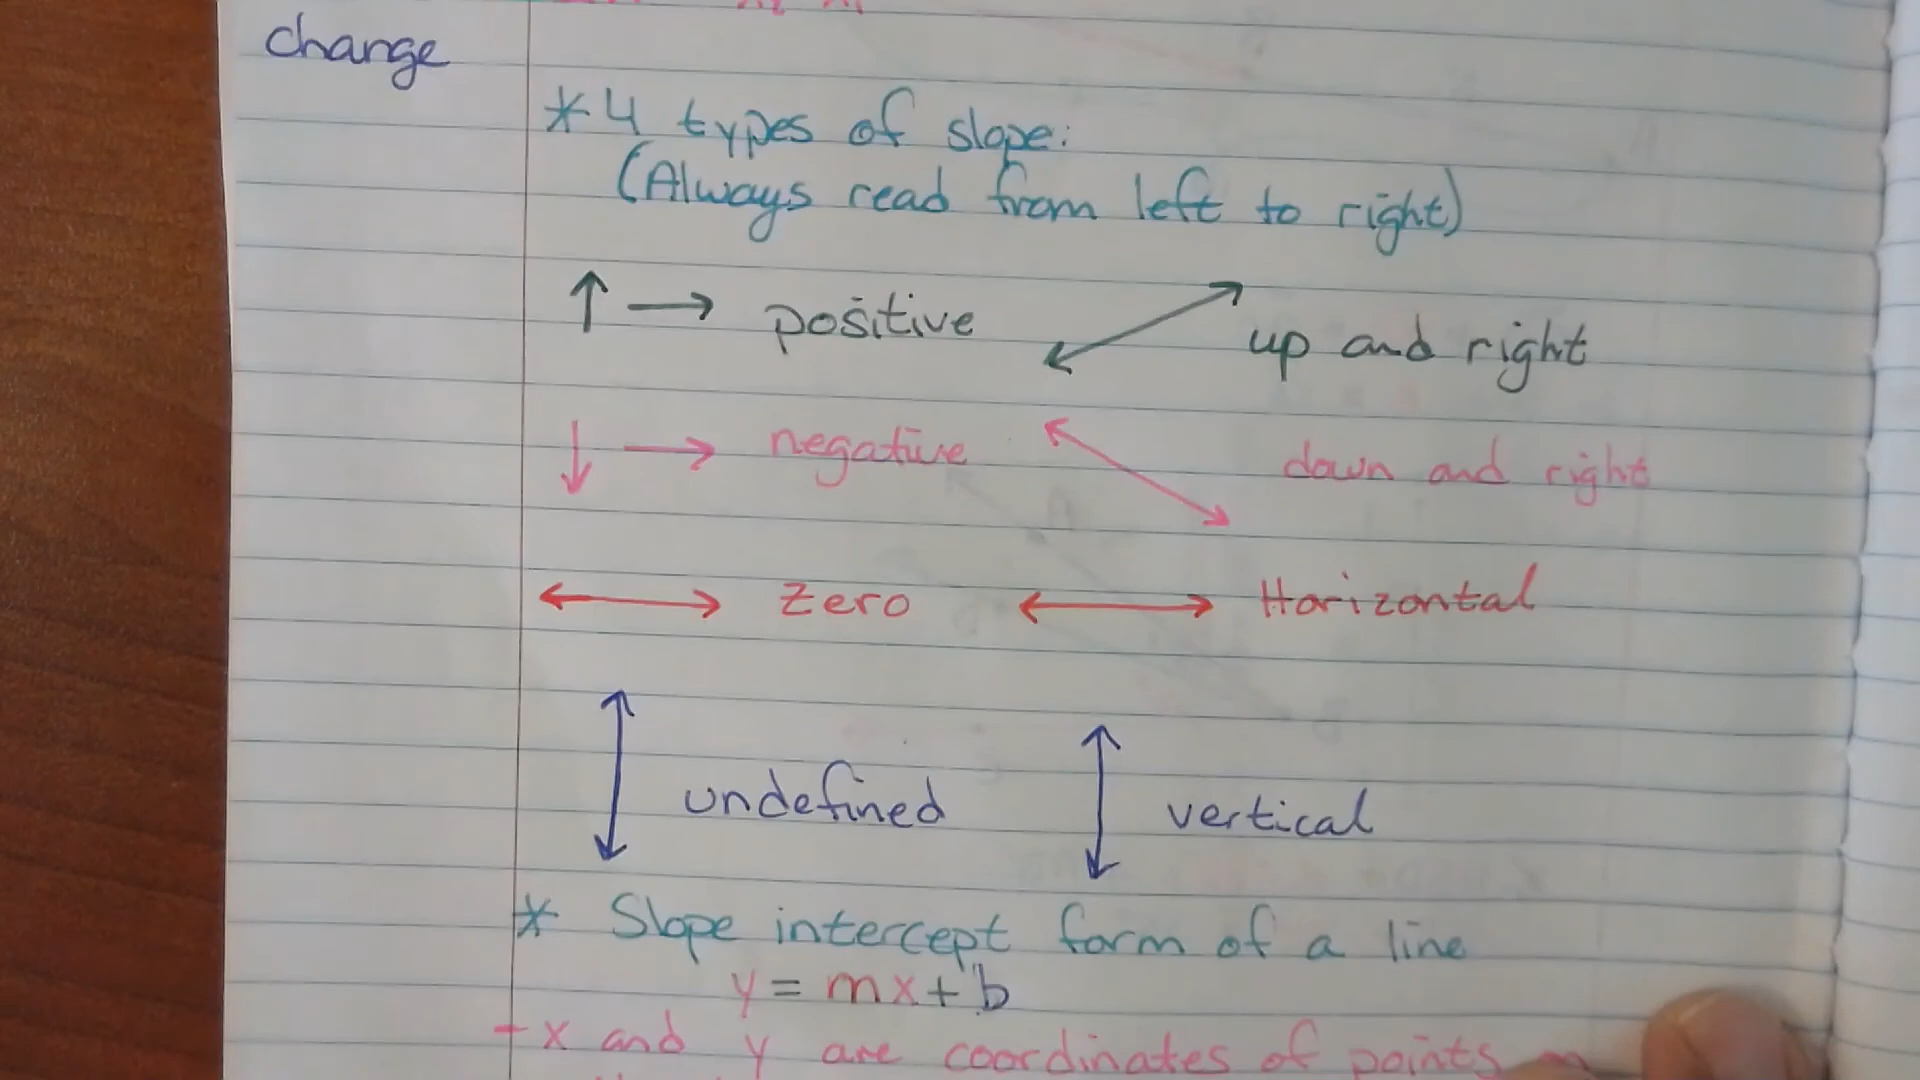 change
* 4 types of slope:
(Always read from left to right)
↑ → positive up and right
↓ → negative down and right
↔ zero ↔ Horizontal
↕ undefined ↕ vertical
* Slope intercept form of a line
y = mx + b
- x and y are coordinates of points